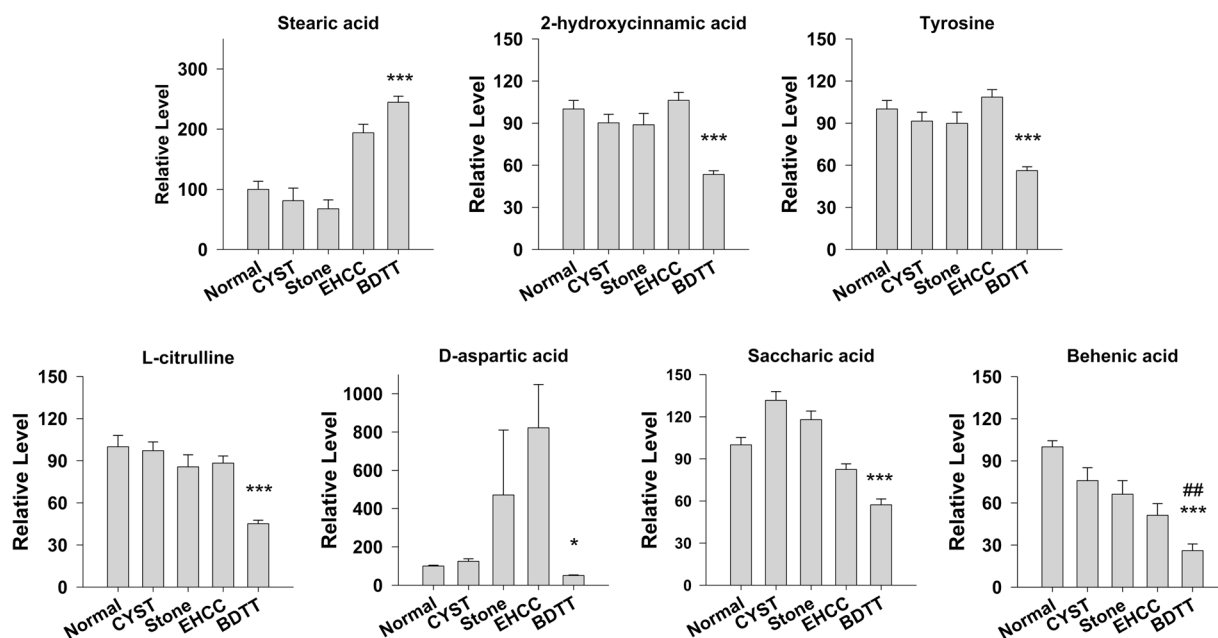 Stearic acid
2-hydroxycinnamic acid
Tyrosine
Relative Level
300
200
100
0
***
Normal
CYST
Stone
EHCC
BDTT
Relative Level
150
120
90
60
30
0
***
Normal
CYST
Stone
EHCC
BDTT
Relative Level
150
120
90
60
30
0
***
Normal
CYST
Stone
EHCC
BDTT
L-citrulline
D-aspartic acid
Saccharic acid
Behenic acid
Relative Level
150
120
90
60
30
0
***
Normal
CYST
Stone
EHCC
BDTT
Relative Level
1000
800
600
400
200
0
*
Normal
CYST
Stone
EHCC
BDTT
Relative Level
150
120
90
60
30
0
***
Normal
CYST
Stone
EHCC
BDTT
Relative Level
150
120
90
60
30
0
##
***
Normal
CYST
Stone
EHCC
BDTT